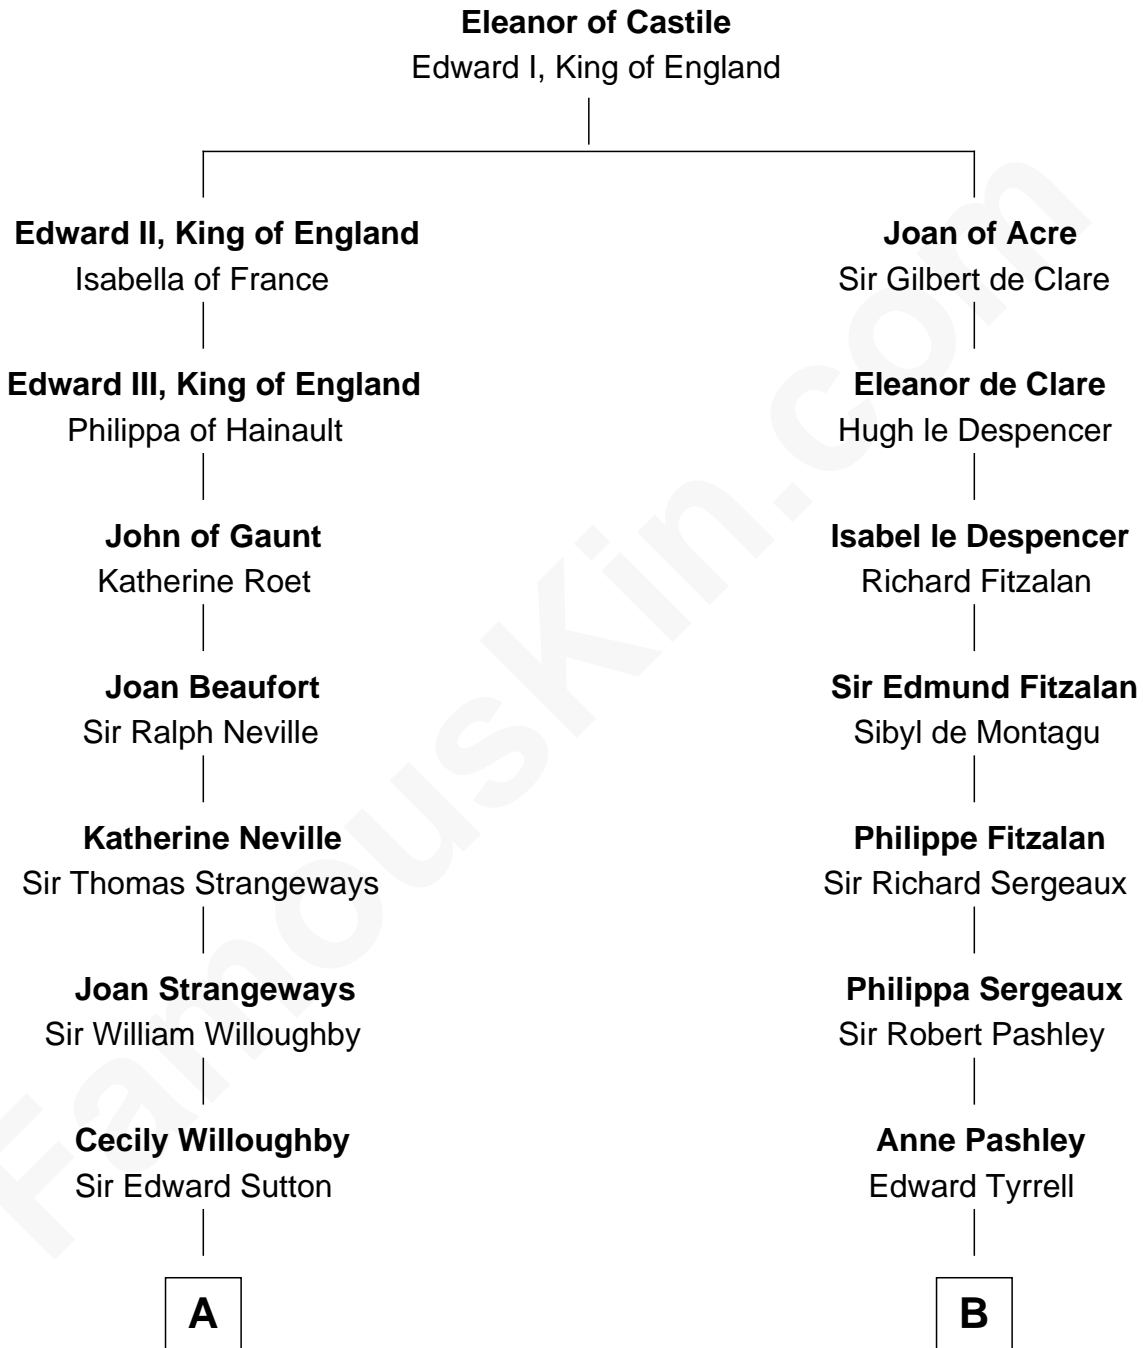 Eleanor of Castile
Edward I, King of England
Edward II, King of England
Isabella of France
Edward III, King of England
Philippa of Hainault
John of Gaunt
Katherine Roet
Joan Beaufort
Sir Ralph Neville
Katherine Neville
Sir Thomas Strangeways
Joan Strangeways
Sir William Willoughby
Cecily Willoughby
Sir Edward Sutton
A
Joan of Acre
Sir Gilbert de Clare
Eleanor de Clare
Hugh le Despencer
Isabel le Despencer
Richard Fitzalan
Sir Edmund Fitzalan
Sibyl de Montagu
Philippe Fitzalan
Sir Richard Sergeaux
Philippa Sergeaux
Sir Robert Pashley
Anne Pashley
Edward Tyrrell
B
FamousKin.com